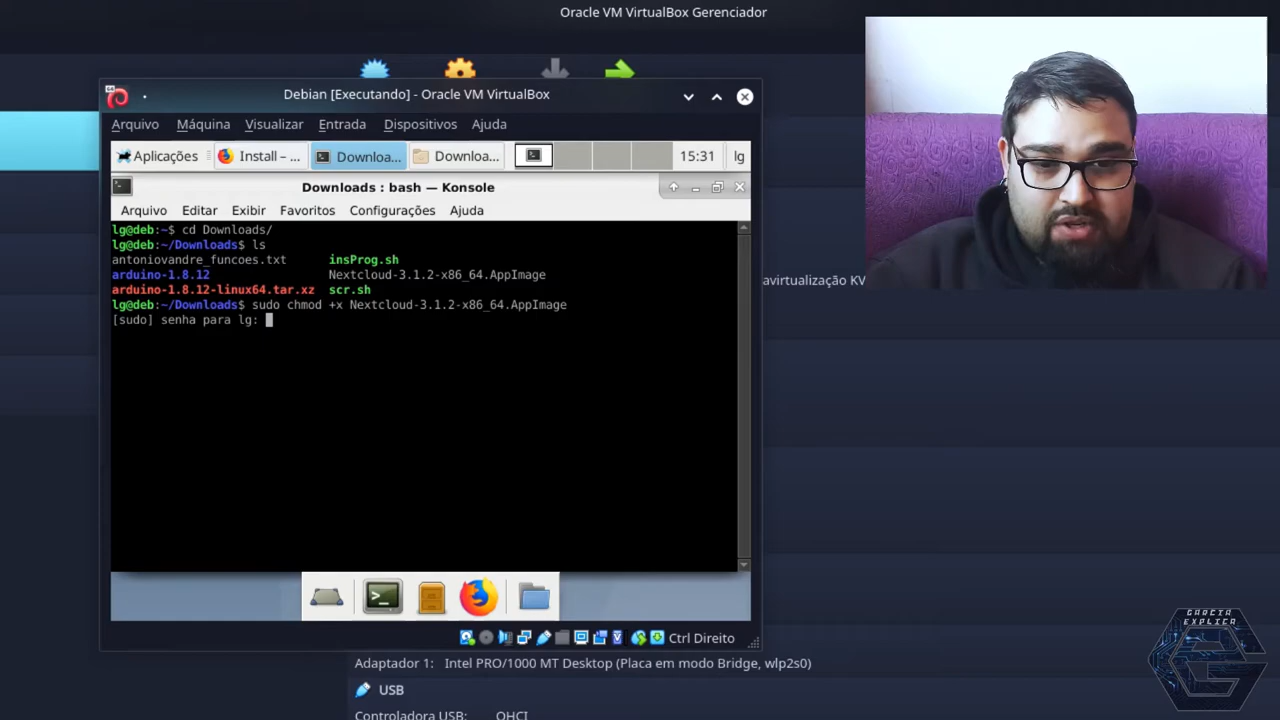 Oracle VM VirtualBox Gerenciador
Debian [Executando] - Oracle VM VirtualBox
Arquivo Máquina Visualizar Entrada Dispositivos Ajuda
Aplicações Install – ... Downloa... Downloa... 15:31 lg
Downloads : bash — Konsole
Arquivo Editar Exibir Favoritos Configurações Ajuda
lg@deb:~$ cd Downloads/
lg@deb:~/Downloads$ ls
antoniovandre_funcoes.txt insProg.sh
arduino-1.8.12 Nextcloud-3.1.2-x86_64.AppImage
arduino-1.8.12-linux64.tar.xz scr.sh
lg@deb:~/Downloads$ sudo chmod +x Nextcloud-3.1.2-x86_64.AppImage
[sudo] senha para lg:
avirtualização KV
Ctrl Direito
Adaptador 1: Intel PRO/1000 MT Desktop (Placa em modo Bridge, wlp2s0)
USB
Controladora USB: OHCI
GARCIA
EXPLICA